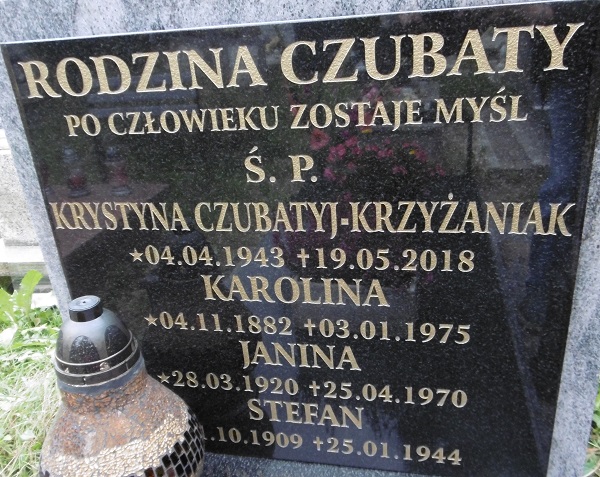 RODZINA CZUBATY
PO CZŁOWIEKU ZOSTAJE MYŚL
Ś. P.
KRYSTYNA CZUBATYJ-KRZYŻANIAK
★04.04.1943 †19.05.2018
KAROLINA
★04.11.1882 †03.01.1975
JANINA
★28.03.1920 †25.04.1970
STEFAN
.10.1909 †25.01.1944